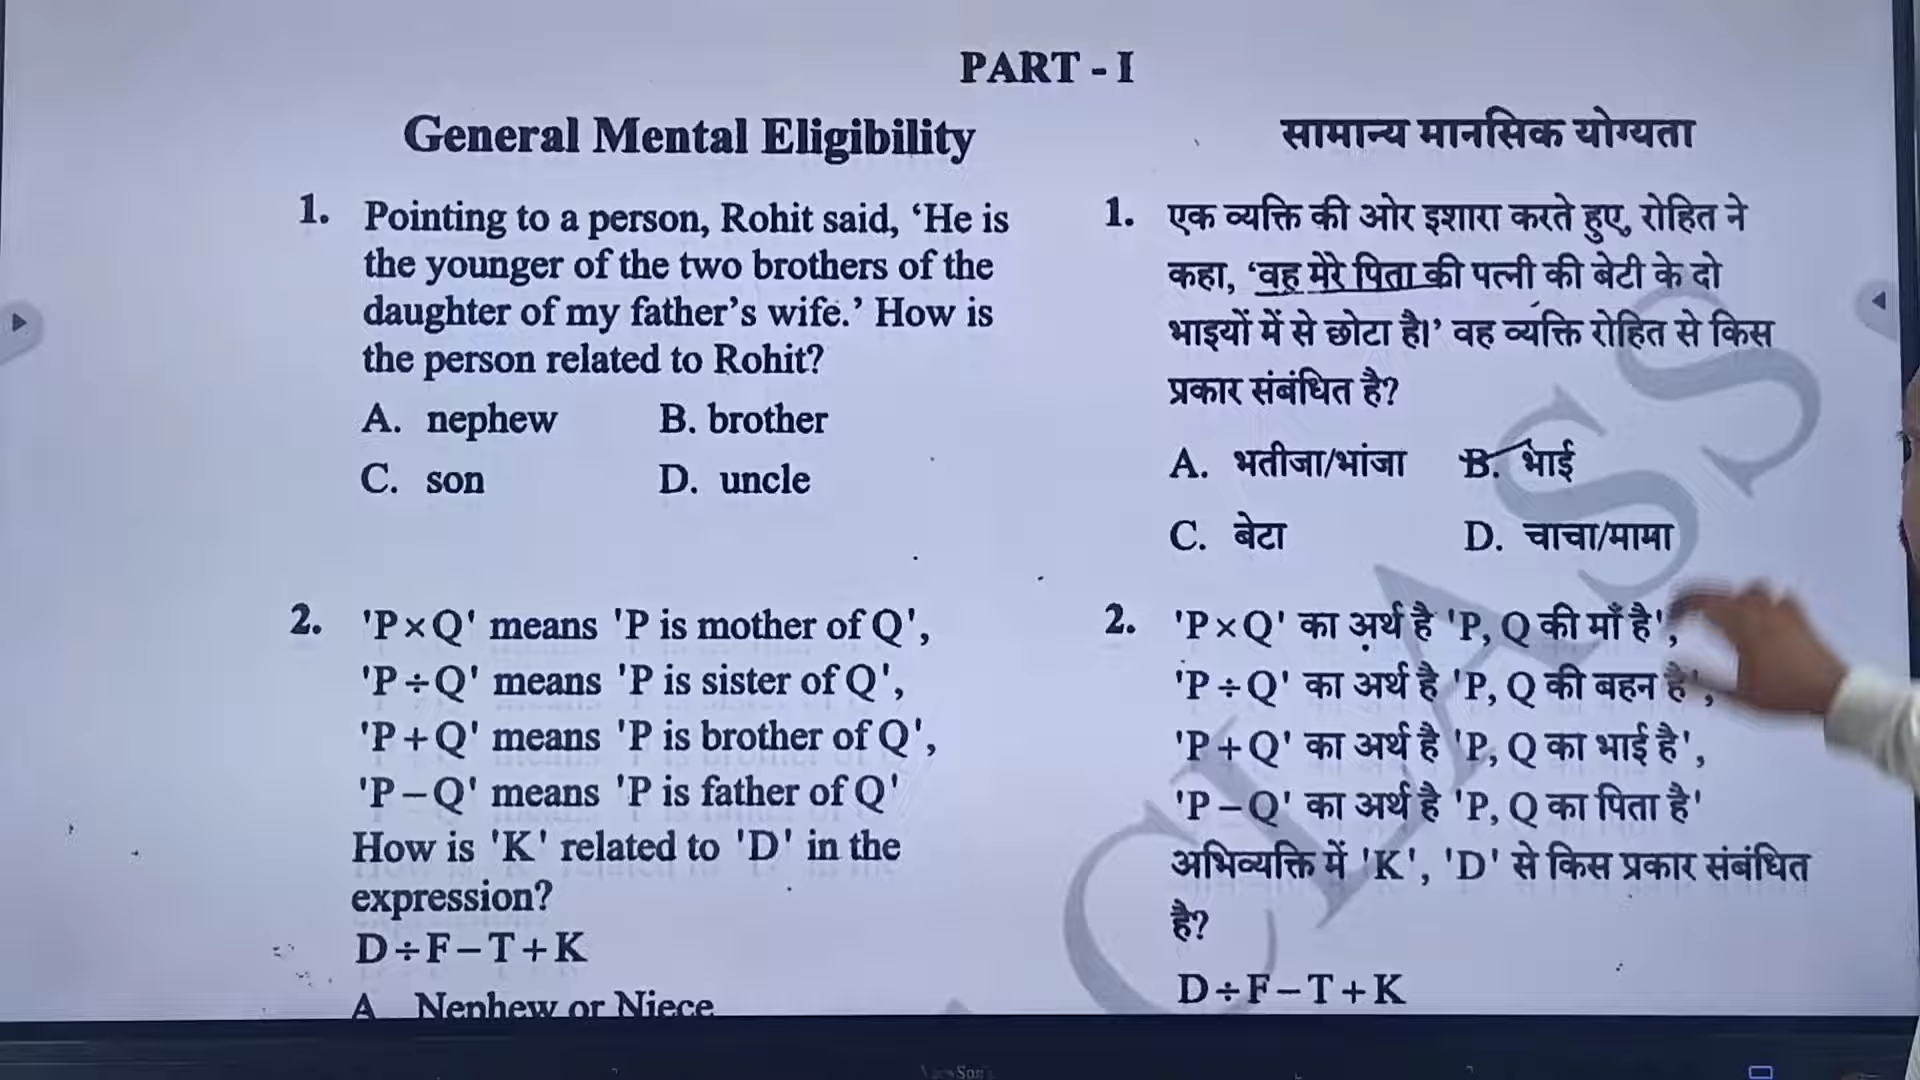 PART - I
General Mental Eligibility
1. Pointing to a person, Rohit said, ‘He is
the younger of the two brothers of the
daughter of my father’s wife.’ How is
the person related to Rohit?
A. nephew B. brother
C. son D. uncle
2. 'P×Q' means 'P is mother of Q',
'P÷Q' means 'P is sister of Q',
'P+Q' means 'P is brother of Q',
'P−Q' means 'P is father of Q'
How is 'K' related to 'D' in the
expression?
D÷F−T+K
A Nephew or Niece
सामान्य मानसिक योग्यता
1. एक व्यक्ति की ओर इशारा करते हुए, रोहित ने
कहा, ‘वह मेरे पिता की पत्नी की बेटी के दो
भाइयों में से छोटा है।’ वह व्यक्ति रोहित से किस
प्रकार संबंधित है?
A. भतीजा/भांजा B. भाई
C. बेटा D. चाचा/मामा
2. 'P×Q' का अर्थ है 'P, Q की माँ है',
'P÷Q' का अर्थ है 'P, Q की बहन है',
'P+Q' का अर्थ है 'P, Q का भाई है',
'P−Q' का अर्थ है 'P, Q का पिता है'
अभिव्यक्ति में 'K', 'D' से किस प्रकार संबंधित
है?
D÷F−T+K
CLASS